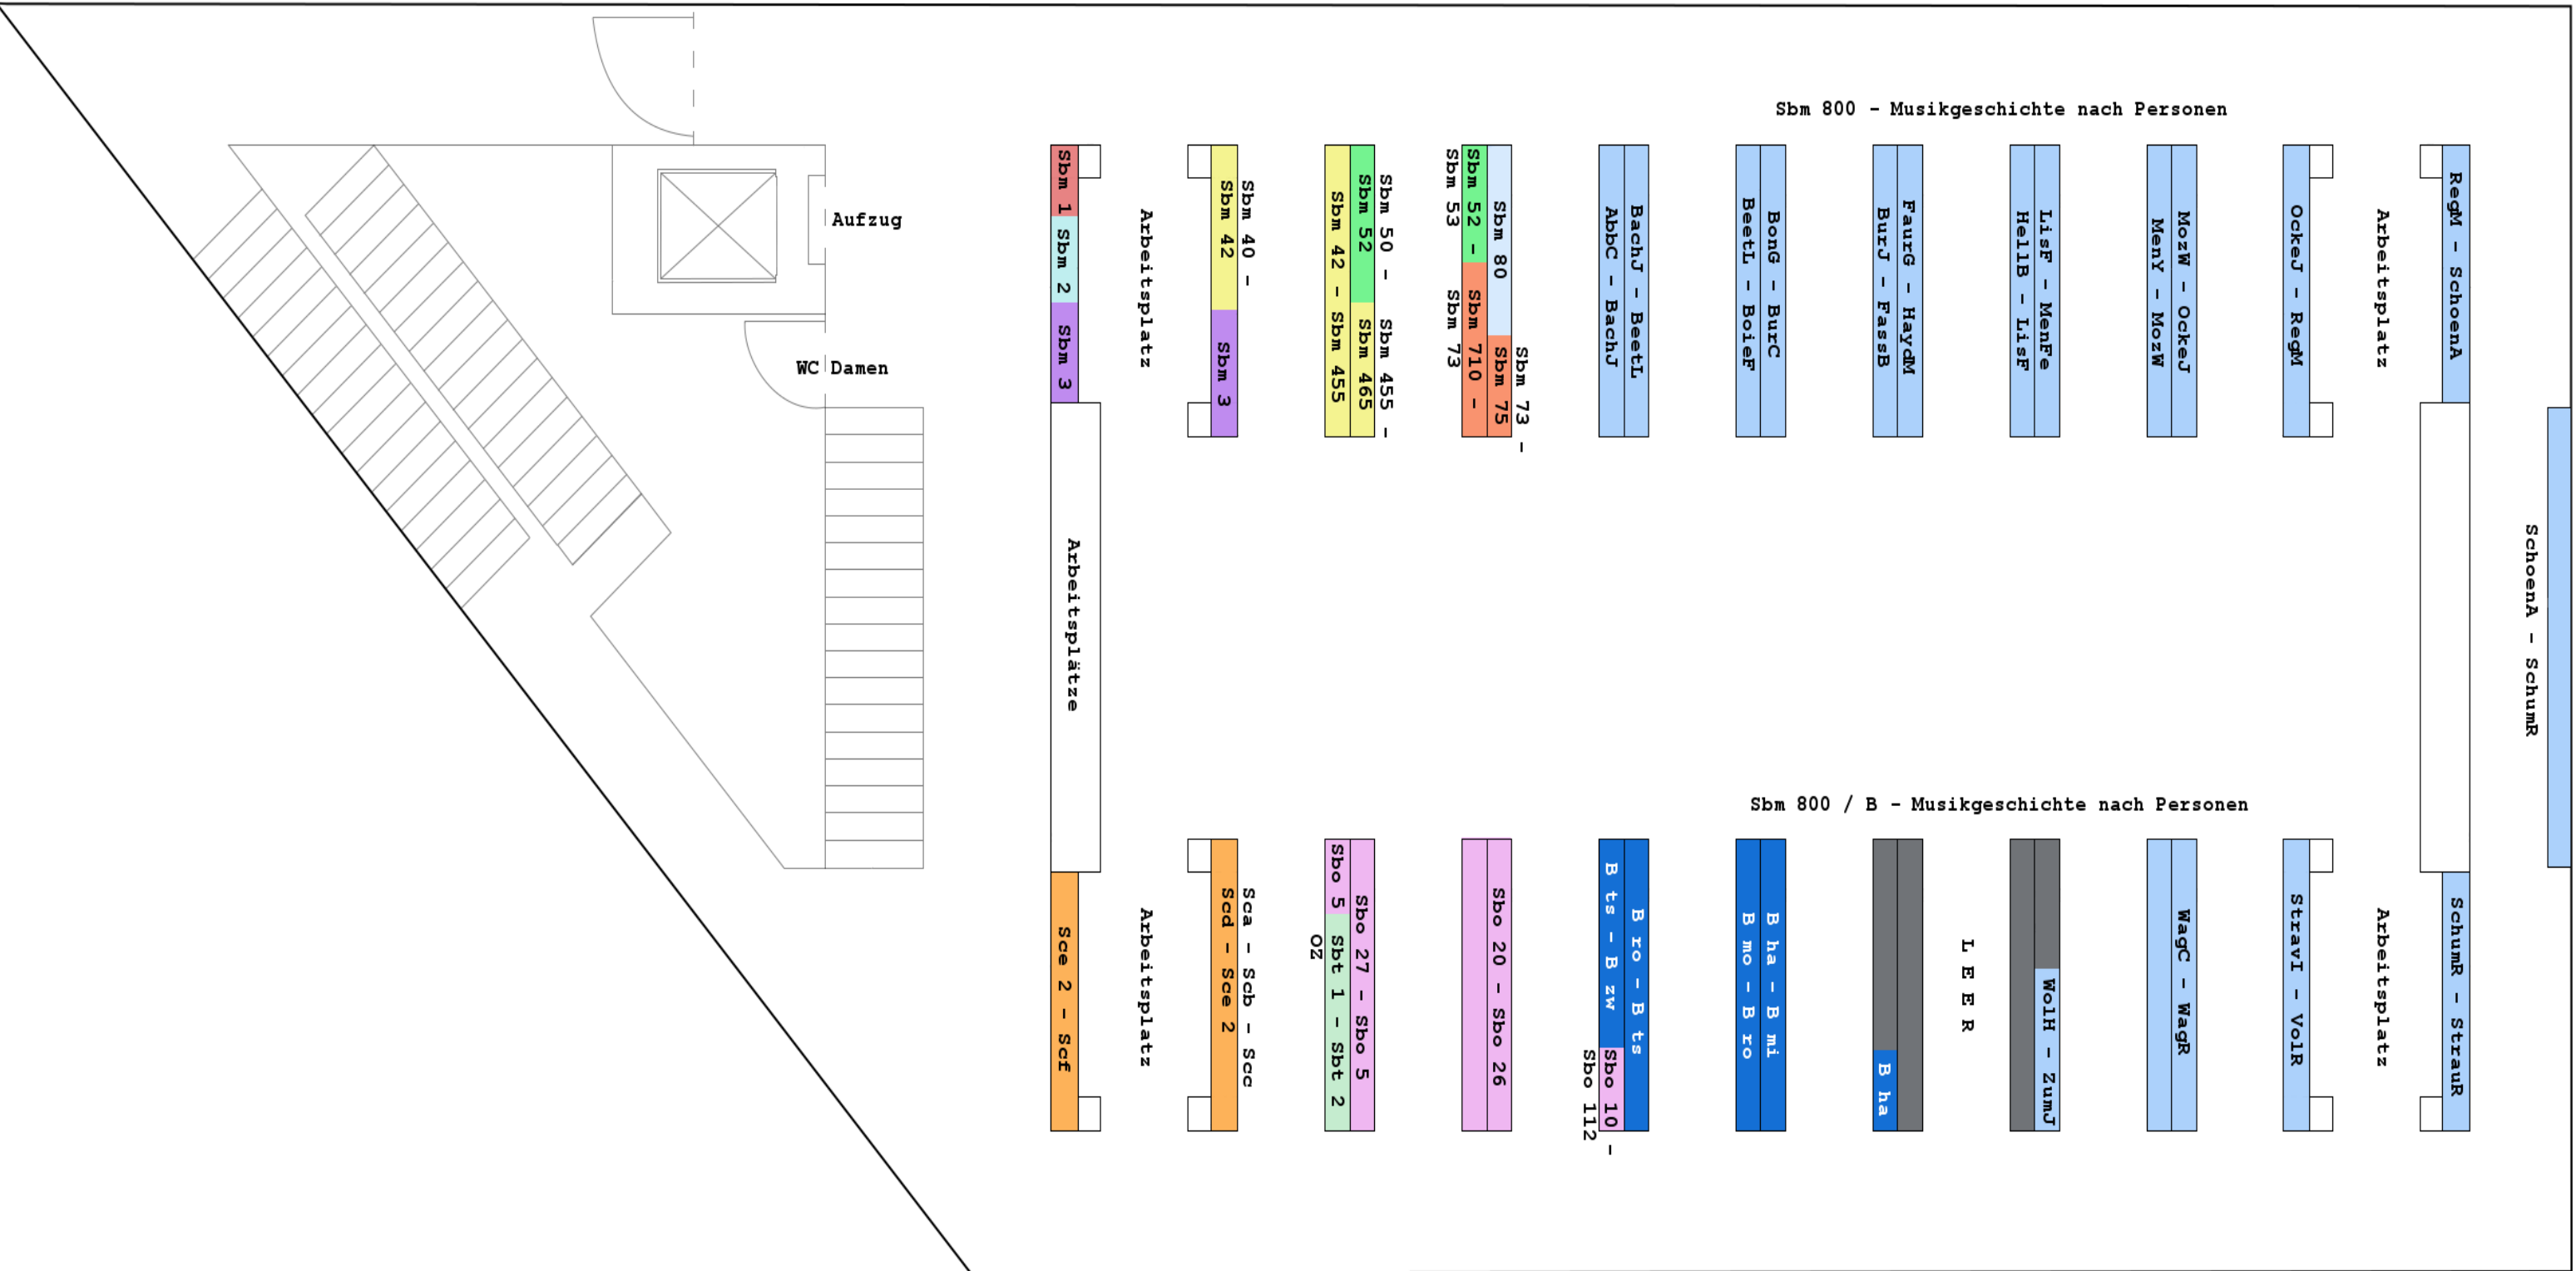 Sbm 800 - Musikgeschichte nach Personen
Aufzug
WC Damen
Sbm 1
Sbm 2
Sbm 3
Arbeitsplatz
Sbm 40 -
Sbm 42
Sbm 3
Sbm 42 - Sbm 455
Sbm 50 -
Sbm 52
Sbm 455 -
Sbm 465
Sbm 52 -
Sbm 53
Sbm 710 -
Sbm 73
Sbm 80
Sbm 73 -
Sbm 75
AbbC - BachJ
BachJ - BeetL
BeetL - BoieF
BonG - BurC
BurJ - FassB
FaurG - HaydM
HellB - LisF
LisF - MenFe
MenY - MozW
MozW - OckeJ
OckeJ - RegM
Arbeitsplatz
RegM - SchoenA
SchoenA - SchumR
Arbeitsplätze
Sbm 800 / B - Musikgeschichte nach Personen
Sce 2 - Scf
Arbeitsplatz
Sca - Scb - Scc
Scd - Sce 2
Sbo 5
Sbt 1 - Sbt 2
OZ
Sbo 27 - Sbo 5
Sbo 20 - Sbo 26
B ts - B zw
Sbo 10 -
Sbo 112
B ro - B ts
B mo - B ro
B ha - B mi
B ha
L E E R
WolH - ZumJ
WagC - WagR
StravI - VolR
Arbeitsplatz
SchumR - StrauR